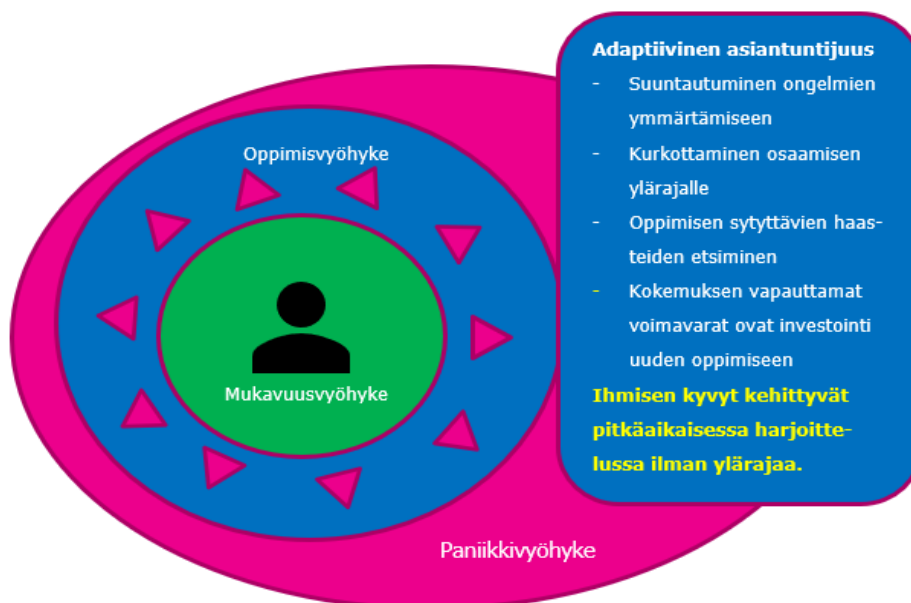 Adaptiivinen asiantuntijuus
- Suuntautuminen ongelmien
ymmärtämiseen
- Kurkottaminen osaamisen
ylärajalle
- Oppimisen sytyttävien haas-
teiden etsiminen
- Kokemuksen vapauttamat
voimavarat ovat investointi
uuden oppimiseen
Ihmisen kyvyt kehittyvät
pitkäaikaisessa harjoitte-
lussa ilman ylärajaa.
Oppimisvyöhyke
Mukavuusvyöhyke
Paniikkivyöhyke